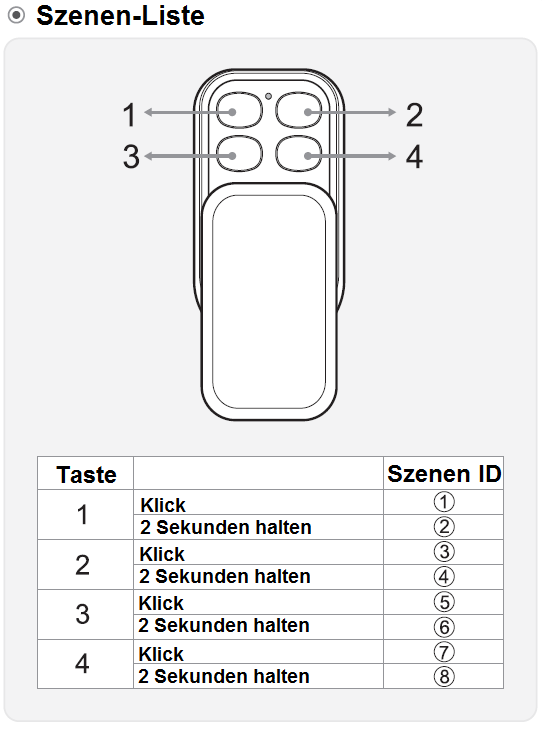 Szenen-Liste
1 2
3 4
Taste Szenen ID
1 Klick ①
2 Sekunden halten ②
2 Klick ③
2 Sekunden halten ④
3 Klick ⑤
2 Sekunden halten ⑥
4 Klick ⑦
2 Sekunden halten ⑧